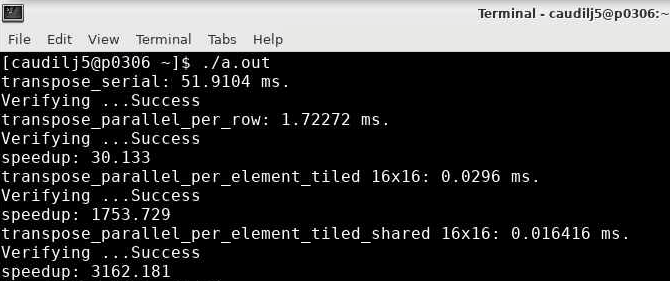 Terminal - caudilj5@p0306:~
File Edit View Terminal Tabs Help
[caudilj5@p0306 ~]$ ./a.out
transpose_serial: 51.9104 ms.
Verifying ...Success
transpose_parallel_per_row: 1.72272 ms.
Verifying ...Success
speedup: 30.133
transpose_parallel_per_element_tiled 16x16: 0.0296 ms.
Verifying ...Success
speedup: 1753.729
transpose_parallel_per_element_tiled_shared 16x16: 0.016416 ms.
Verifying ...Success
speedup: 3162.181